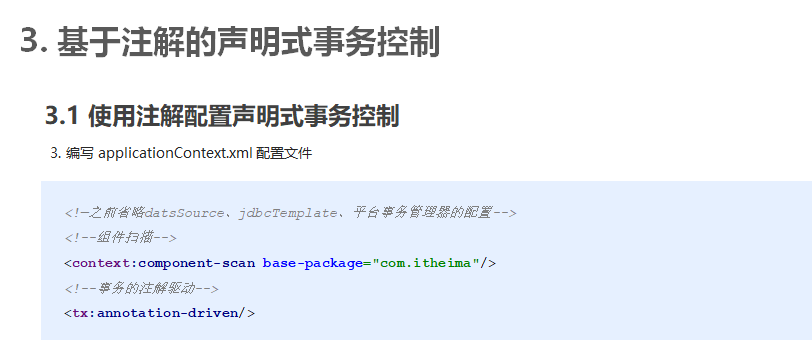 3. 基于注解的声明式事务控制
3.1 使用注解配置声明式事务控制
3. 编写 applicationContext.xml 配置文件
<!—之前省略datsSource、jdbcTemplate、平台事务管理器的配置-->
<!--组件扫描-->
<context:component-scan base-package="com.itheima"/>
<!--事务的注解驱动-->
<tx:annotation-driven/>